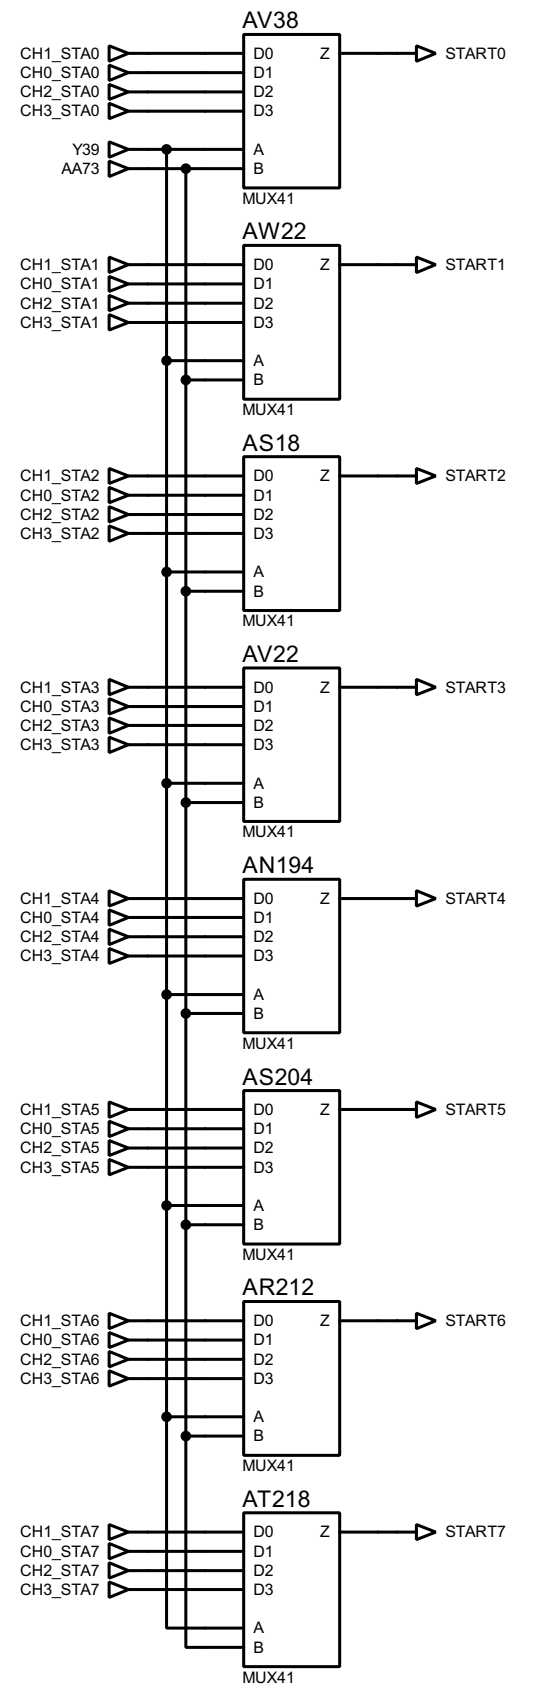 AV38
CH1_STA0 D0 Z START0
CH0_STA0 D1
CH2_STA0 D2
CH3_STA0 D3
Y39 A
AA73 B
MUX41
AW22
CH1_STA1 D0 Z START1
CH0_STA1 D1
CH2_STA1 D2
CH3_STA1 D3
A
B
MUX41
AS18
CH1_STA2 D0 Z START2
CH0_STA2 D1
CH2_STA2 D2
CH3_STA2 D3
A
B
MUX41
AV22
CH1_STA3 D0 Z START3
CH0_STA3 D1
CH2_STA3 D2
CH3_STA3 D3
A
B
MUX41
AN194
CH1_STA4 D0 Z START4
CH0_STA4 D1
CH2_STA4 D2
CH3_STA4 D3
A
B
MUX41
AS204
CH1_STA5 D0 Z START5
CH0_STA5 D1
CH2_STA5 D2
CH3_STA5 D3
A
B
MUX41
AR212
CH1_STA6 D0 Z START6
CH0_STA6 D1
CH2_STA6 D2
CH3_STA6 D3
A
B
MUX41
AT218
CH1_STA7 D0 Z START7
CH0_STA7 D1
CH2_STA7 D2
CH3_STA7 D3
A
B
MUX41